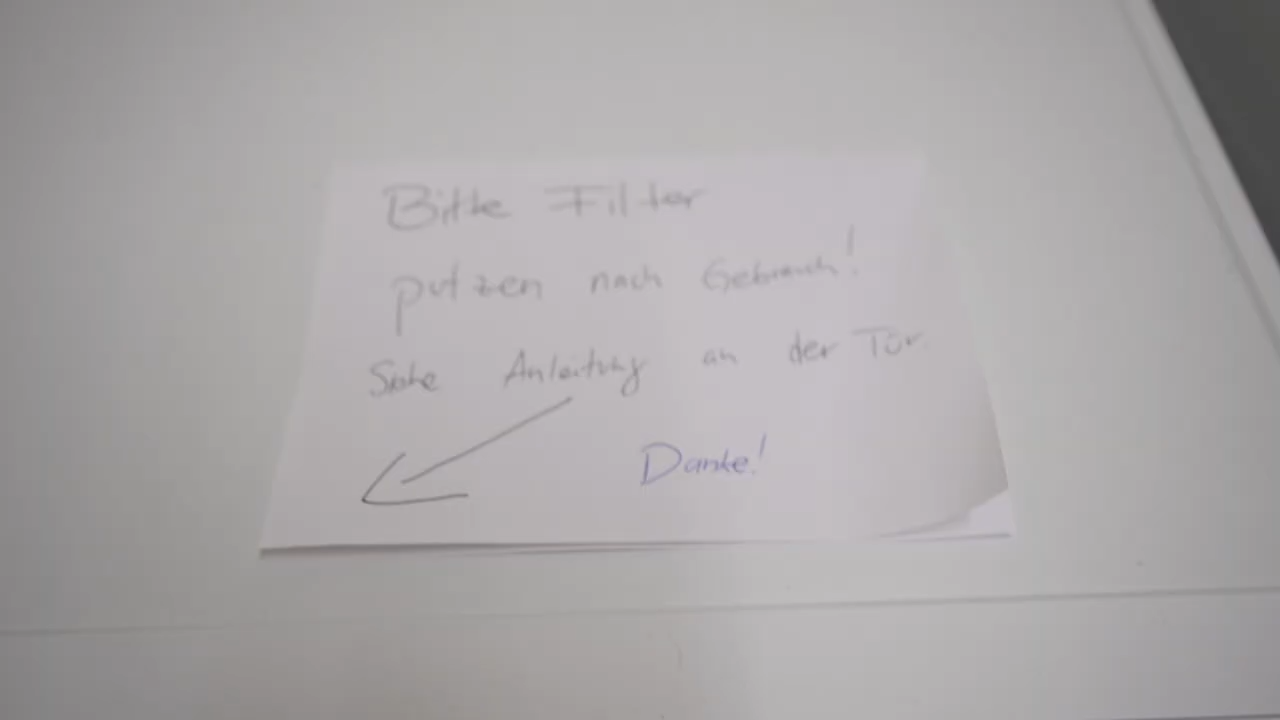 Bitte Filter
putzen nach Gebrauch!
Siehe Anleitung an der Tür.
Danke!